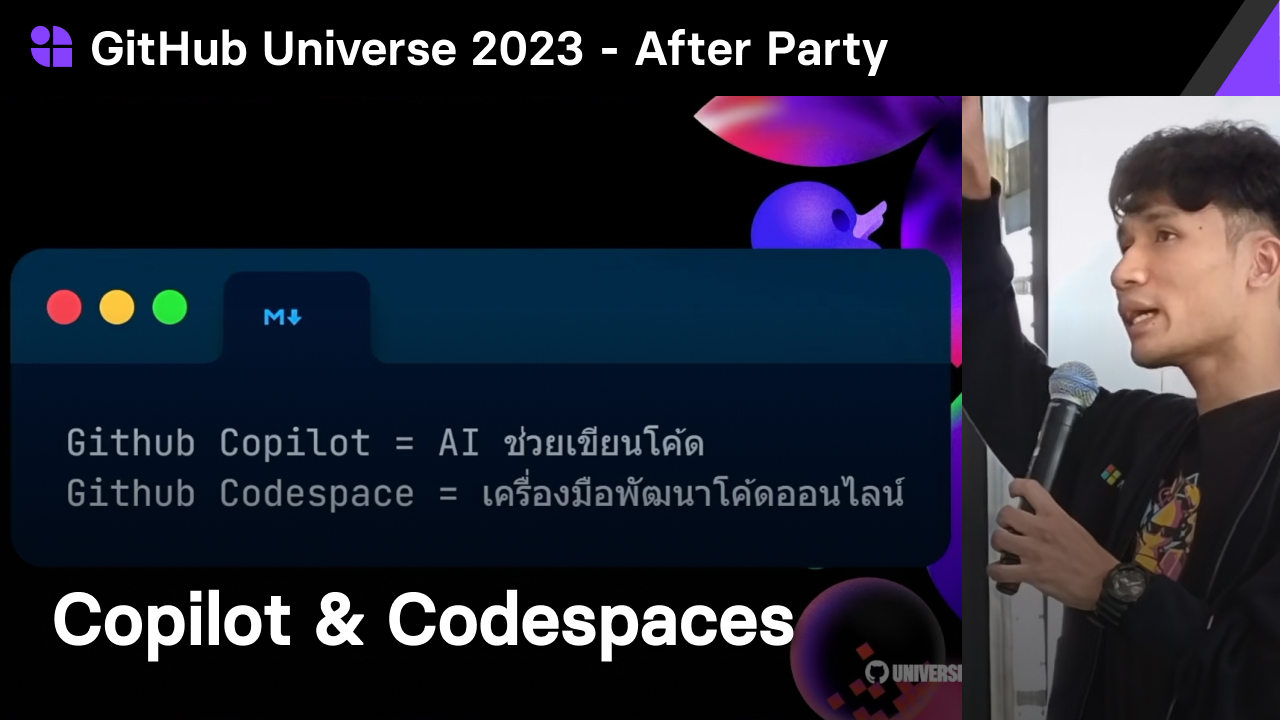 GitHub Universe 2023 - After Party
M
Github Copilot = AI ช่วยเขียนโค้ด
Github Codespace = เครื่องมือพัฒนาโค้ดออนไลน์
Copilot & Codespaces
UNIVERSI